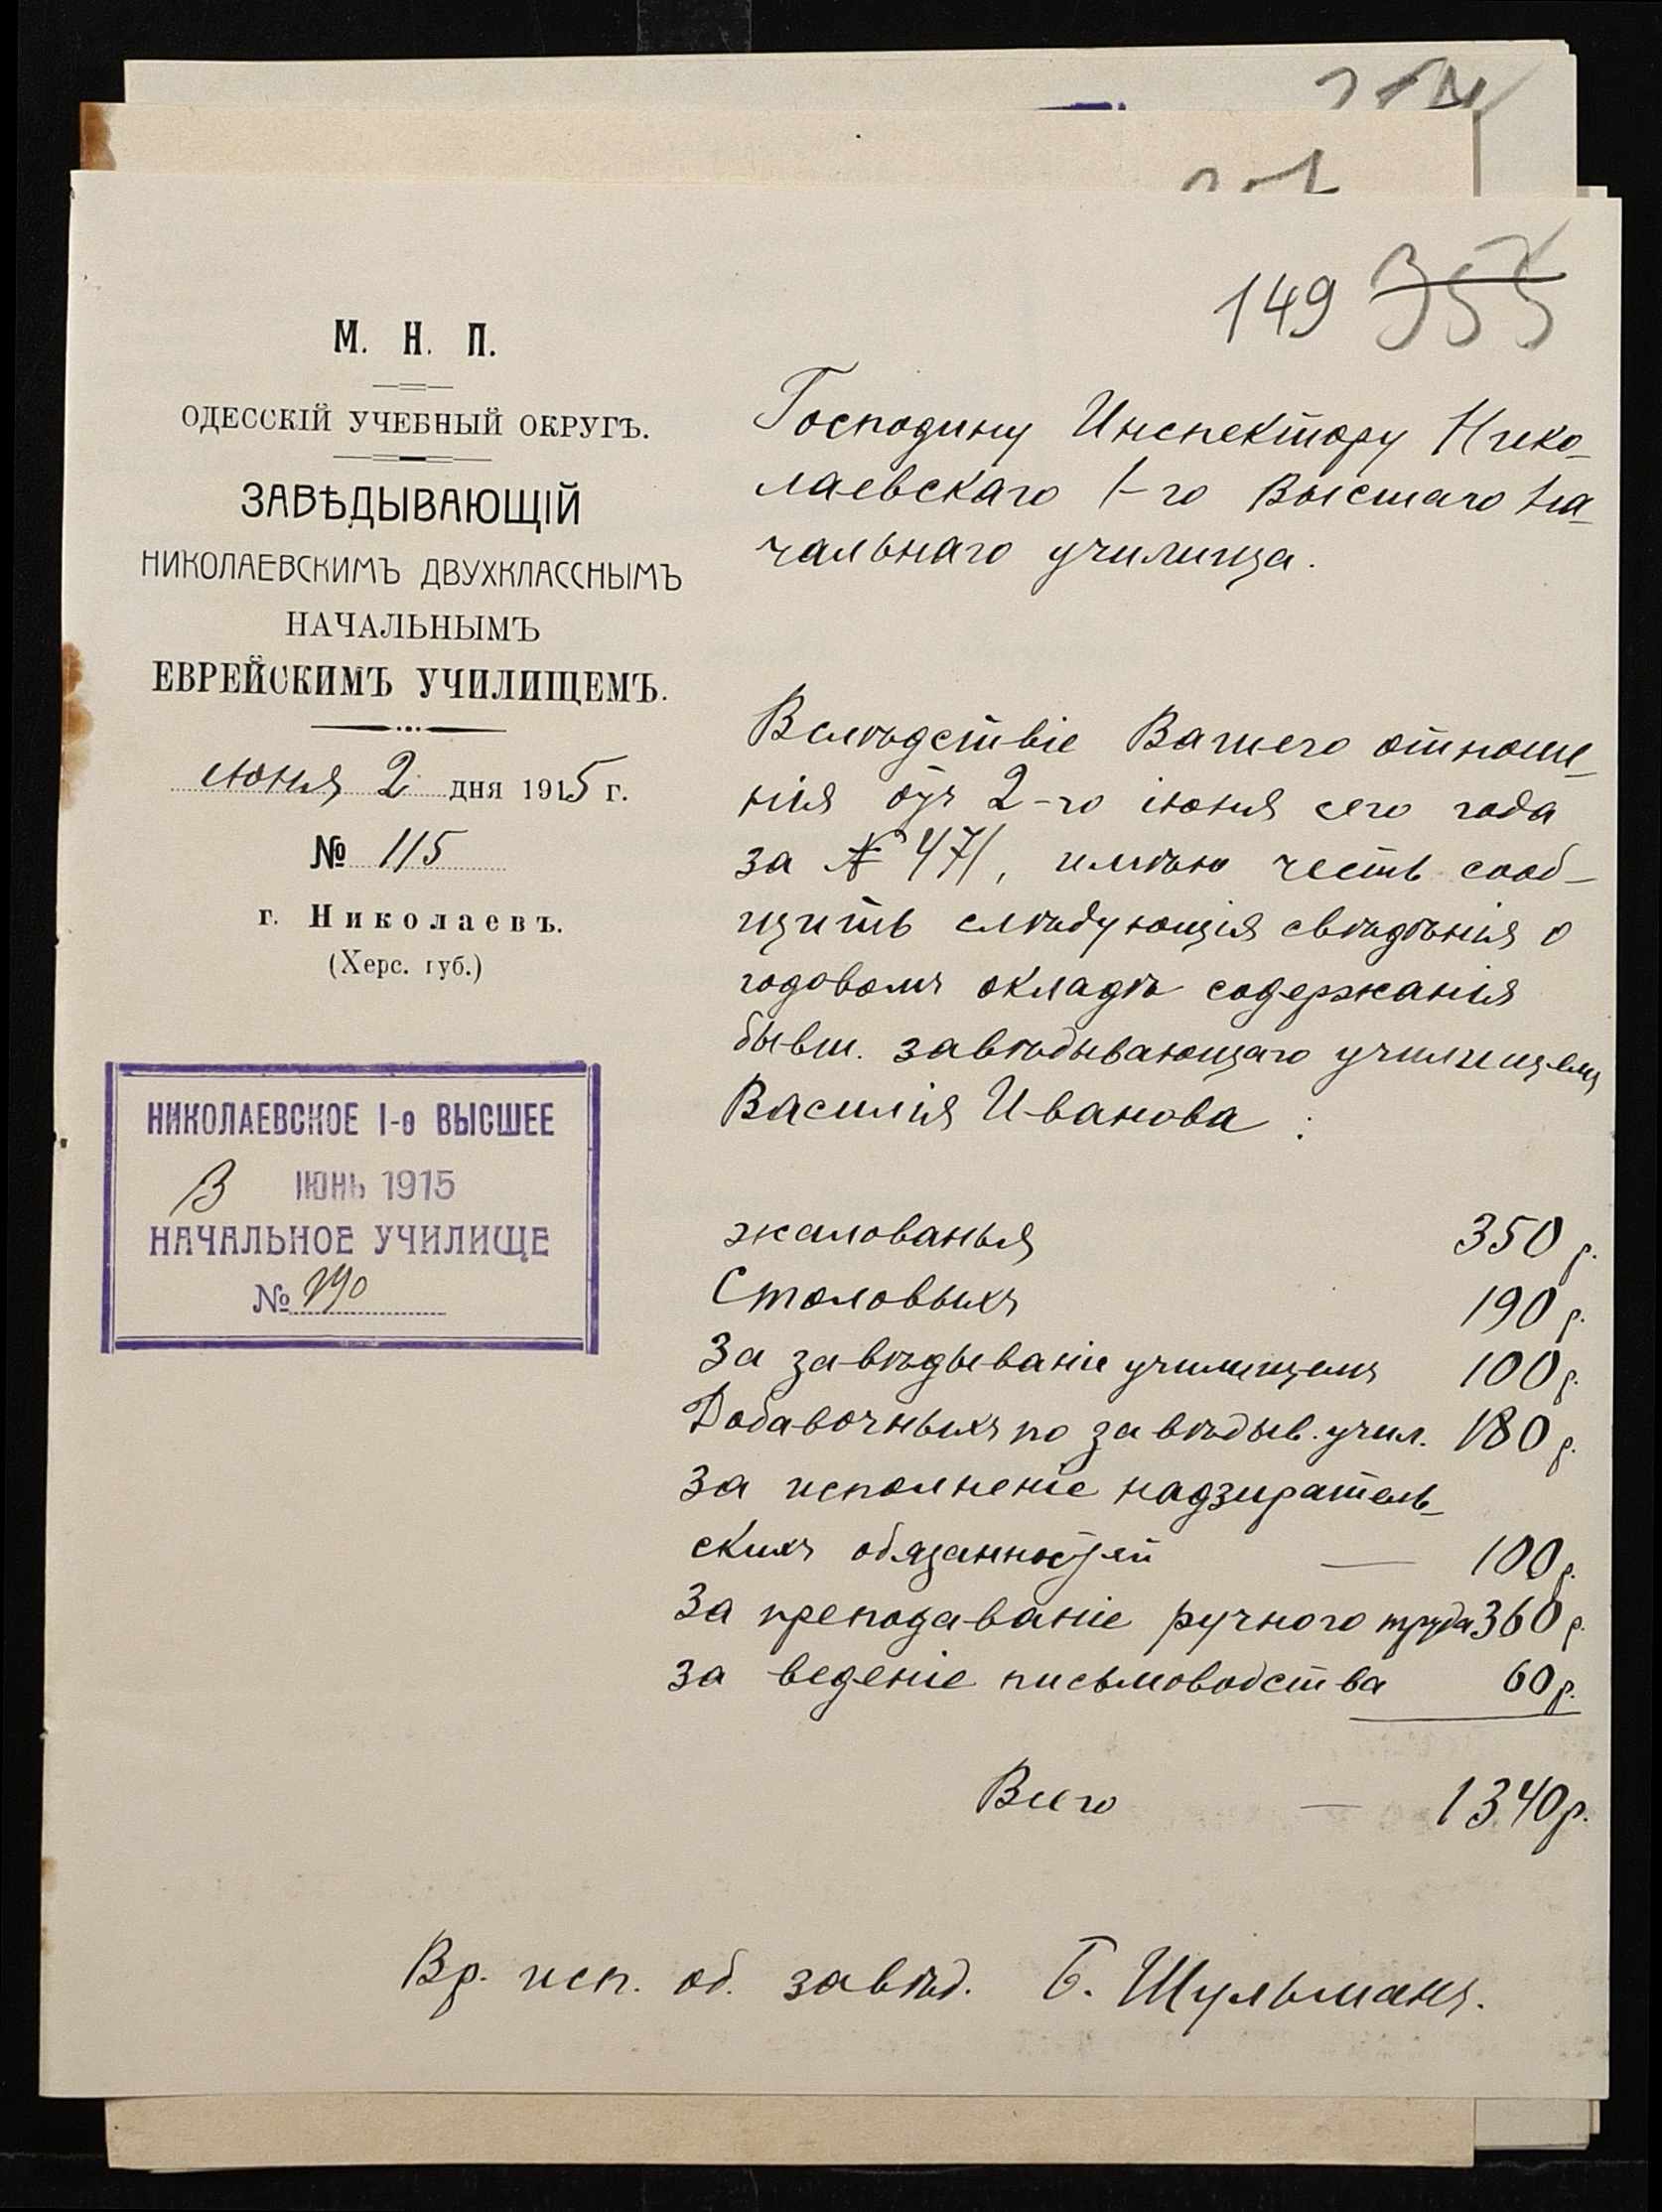 149 355
М. Н. П.
ОДЕССКІЙ УЧЕБНЫЙ ОКРУГЪ.
ЗАВѢДЫВАЮЩІЙ
НИКОЛАЕВСКИМЪ ДВУХКЛАССНЫМЪ
НАЧАЛЬНЫМЪ
ЕВРЕЙСКИМЪ УЧИЛИЩЕМЪ.
июня 2 дня 1915 г.
№ 115
г. Николаевъ.
(Херс. губ.)
НИКОЛАЕВСКОЕ I-е ВЫСШЕЕ
3 ІЮНЬ 1915
НАЧАЛЬНОЕ УЧИЛИЩЕ
№
Господину Инспектору Нико-
лаевскаго 1-го Высшаго На-
чальнаго училища.
Вслѣдствіе Вашего отноше-
нія отъ 2-го іюня сего года
за № 471, имѣю честь сооб-
щить слѣдующія свѣдѣнія о
годовомъ окладѣ содержанія
бывш. завѣдывающаго училищемъ
Василія Иванова:
жалованья 350 р.
Столовыхъ 190 р.
За завѣдываніе училищемъ 100 р.
Добавочныхъ по завѣдыв. учил. 180 р.
за исполненіе надзиратель-
скихъ обязанностей — 100 р.
За преподаваніе ручного труда 360 р.
за веденіе письмоводства 60 р.
Всего — 1340 р.
Вр. исп. об. завѣд. Б. Шульманъ.